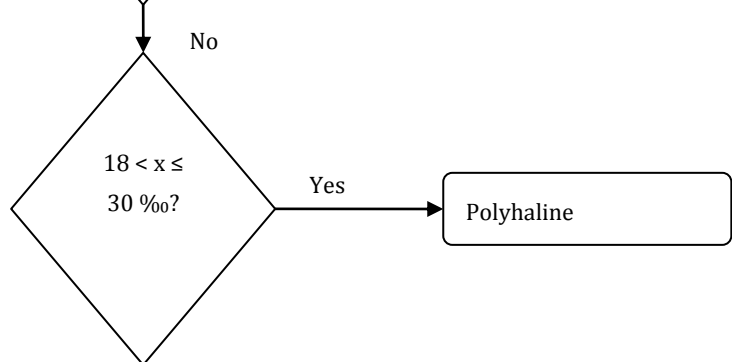 No
18 < x ≤
30 ‰?
Yes
Polyhaline